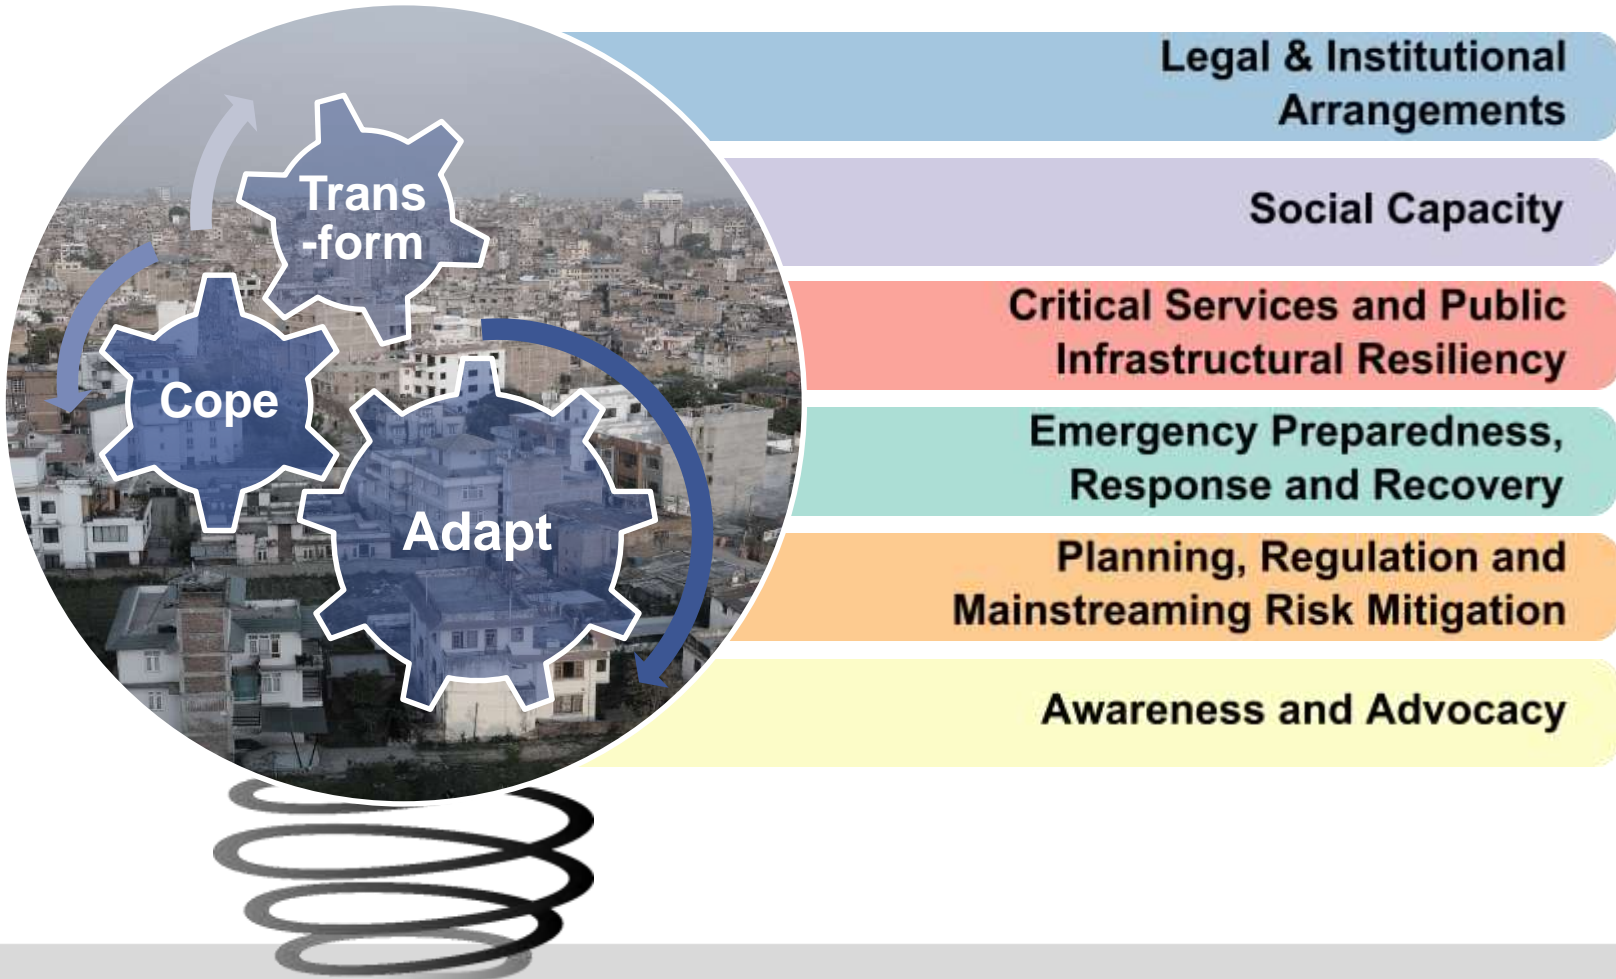 Trans
-form
Cope
Adapt
Legal & Institutional
Arrangements
Social Capacity
Critical Services and Public
Infrastructural Resiliency
Emergency Preparedness,
Response and Recovery
Planning, Regulation and
Mainstreaming Risk Mitigation
Awareness and Advocacy